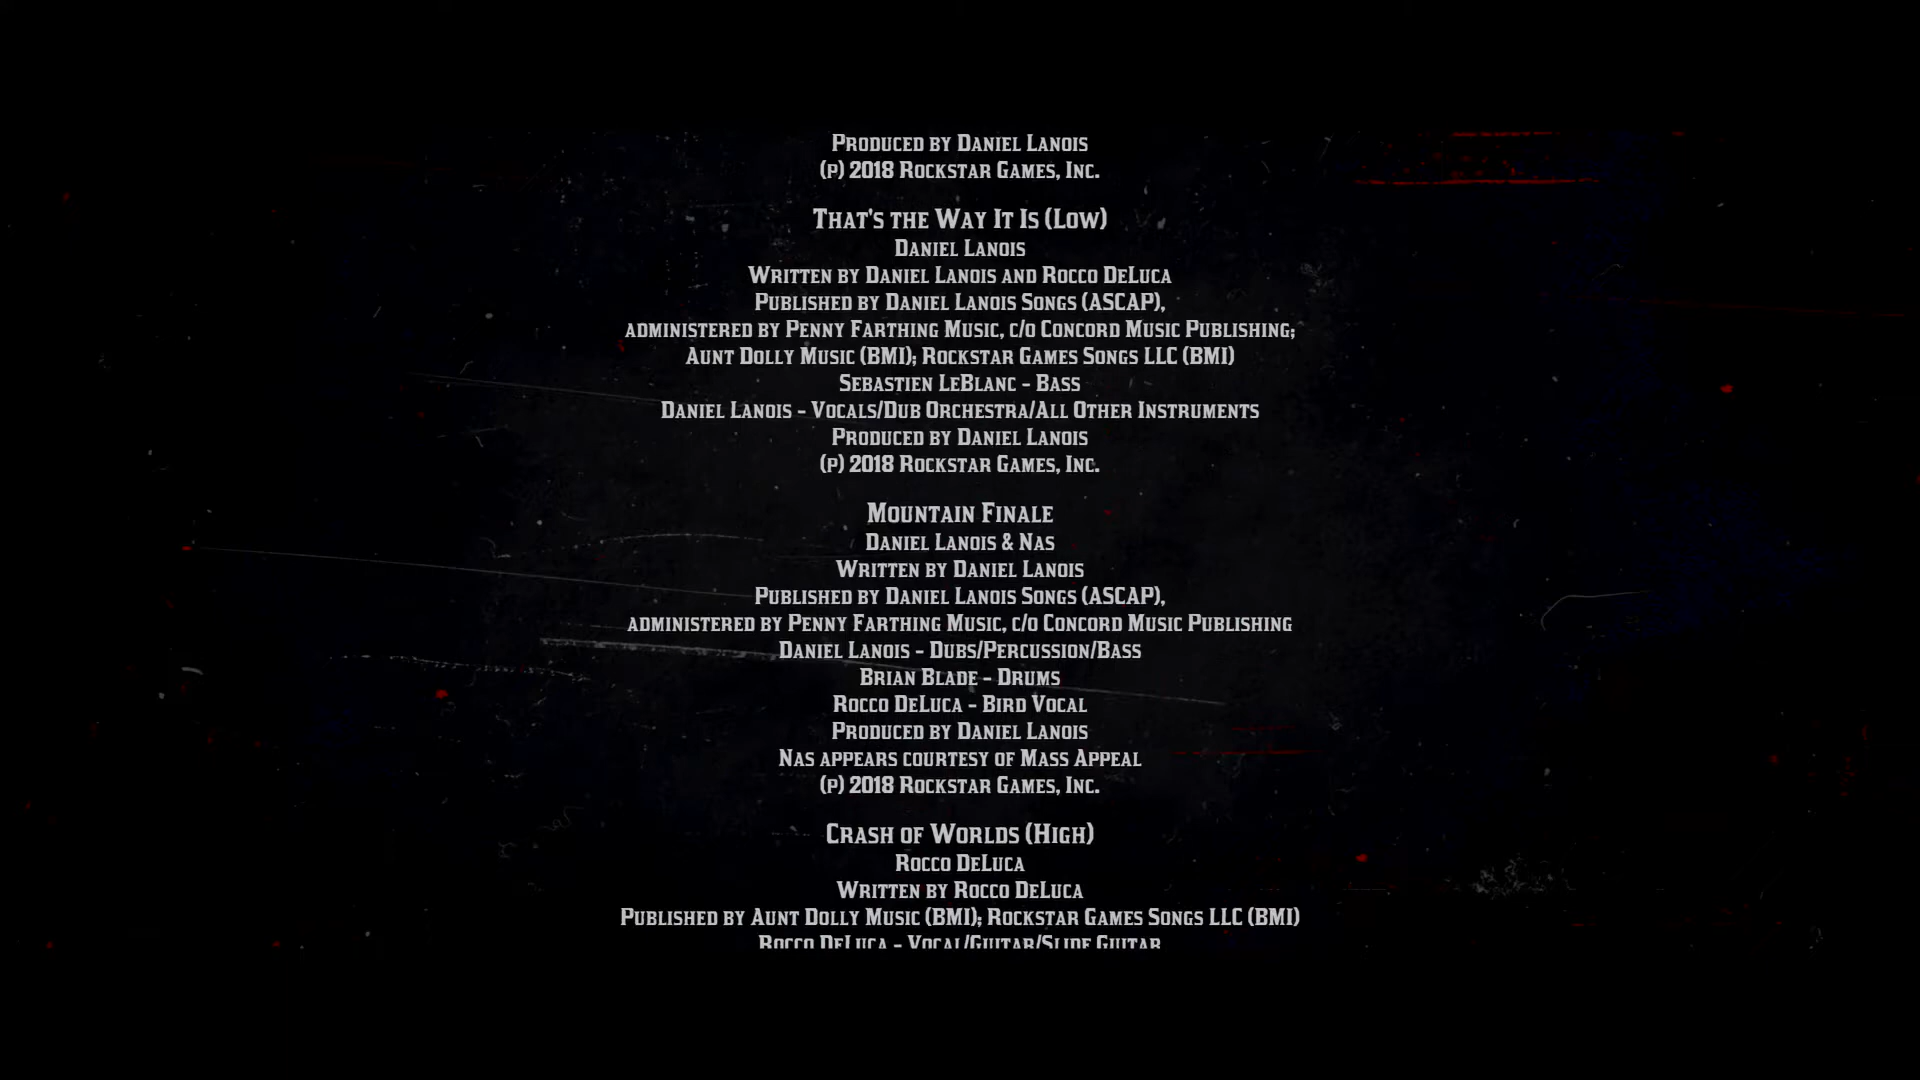 Produced by Daniel Lanois
(p) 2018 Rockstar Games, Inc.
That's the Way It Is (Low)
Daniel Lanois
Written by Daniel Lanois and Rocco DeLuca
Published by Daniel Lanois Songs (ASCAP),
administered by Penny Farthing Music, c/o Concord Music Publishing;
Aunt Dolly Music (BMI); Rockstar Games Songs LLC (BMI)
Sebastien LeBlanc - Bass
Daniel Lanois - Vocals/Dub Orchestra/All Other Instruments
Produced by Daniel Lanois
(p) 2018 Rockstar Games, Inc.
Mountain Finale
Daniel Lanois & Nas
Written by Daniel Lanois
Published by Daniel Lanois Songs (ASCAP),
administered by Penny Farthing Music, c/o Concord Music Publishing
Daniel Lanois - Dubs/Percussion/Bass
Brian Blade - Drums
Rocco DeLuca - Bird Vocal
Produced by Daniel Lanois
Nas appears courtesy of Mass Appeal
(p) 2018 Rockstar Games, Inc.
Crash of Worlds (High)
Rocco DeLuca
Written by Rocco DeLuca
Published by Aunt Dolly Music (BMI); Rockstar Games Songs LLC (BMI)
Rocco DeLuca - Vocal/Guitar/Slide Guitar